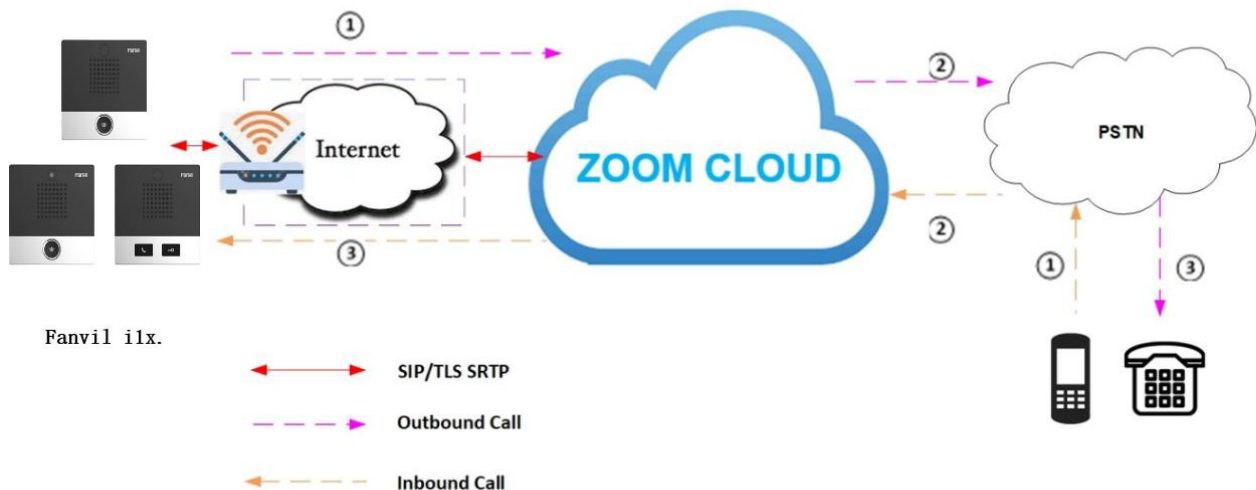 ①
②
Internet
ZOOM CLOUD
PSTN
③
②
①
③
Fanvil i1x.
SIP/TLS SRTP
Outbound Call
Inbound Call